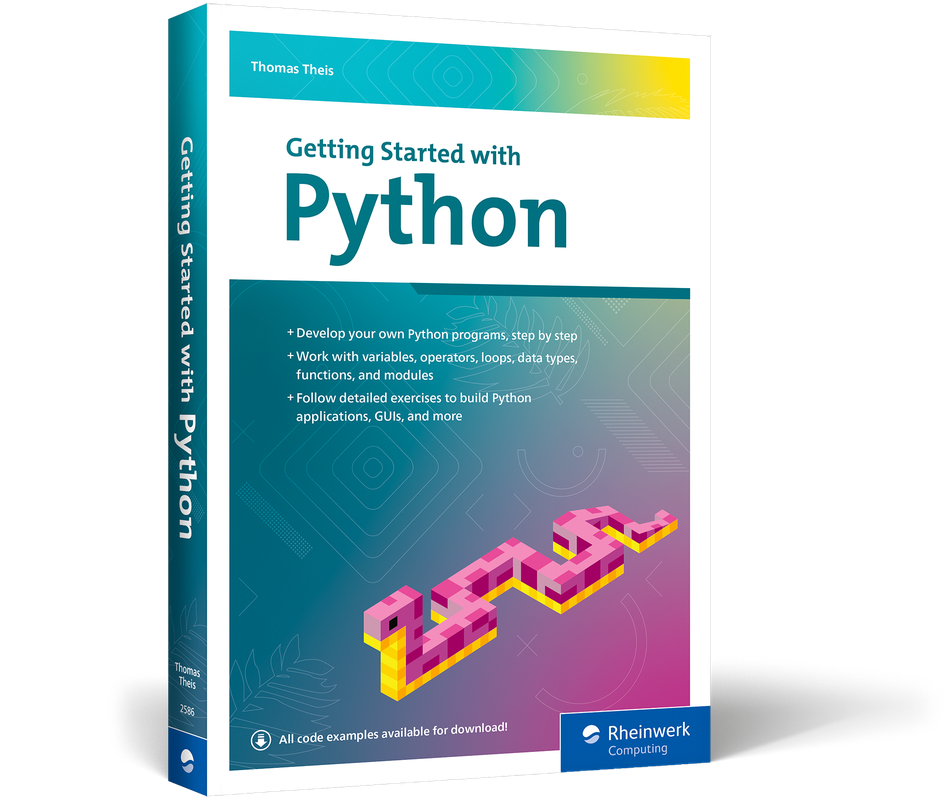 Thomas Theis
Getting Started with
Python
+ Develop your own Python programs, step by step
+ Work with variables, operators, loops, data types,
functions, and modules
+ Follow detailed exercises to build Python
applications, GUIs, and more
All code examples available for download!
Rheinwerk
Computing
Getting Started with Python
Thomas
Theis
2586